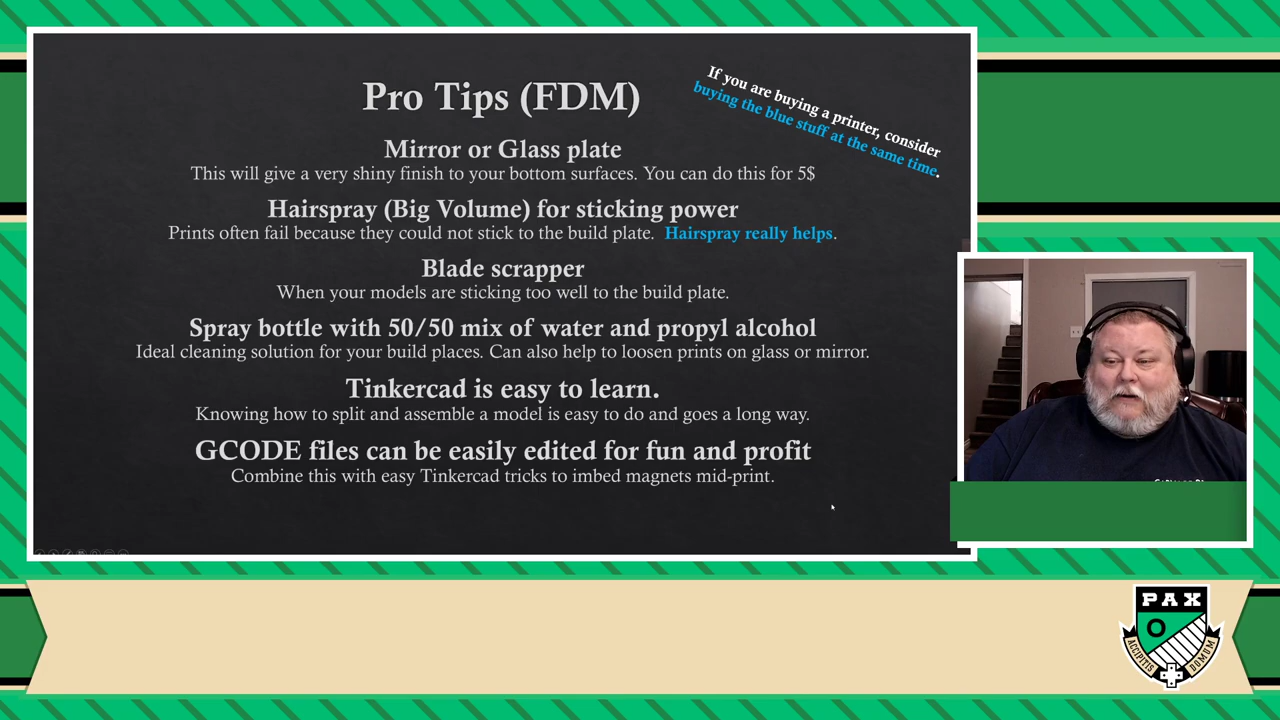 Pro Tips (FDM)
If you are buying a printer, consider
buying the blue stuff at the same time.
Mirror or Glass plate
This will give a very shiny finish to your bottom surfaces. You can do this for 5$
Hairspray (Big Volume) for sticking power
Prints often fail because they could not stick to the build plate. Hairspray really helps.
Blade scrapper
When your models are sticking too well to the build plate.
Spray bottle with 50/50 mix of water and propyl alcohol
Ideal cleaning solution for your build places. Can also help to loosen prints on glass or mirror.
Tinkercad is easy to learn.
Knowing how to split and assemble a model is easy to do and goes a long way.
GCODE files can be easily edited for fun and profit
Combine this with easy Tinkercad tricks to imbed magnets mid-print.
PAX
O
ACCIPITIS DOMUM